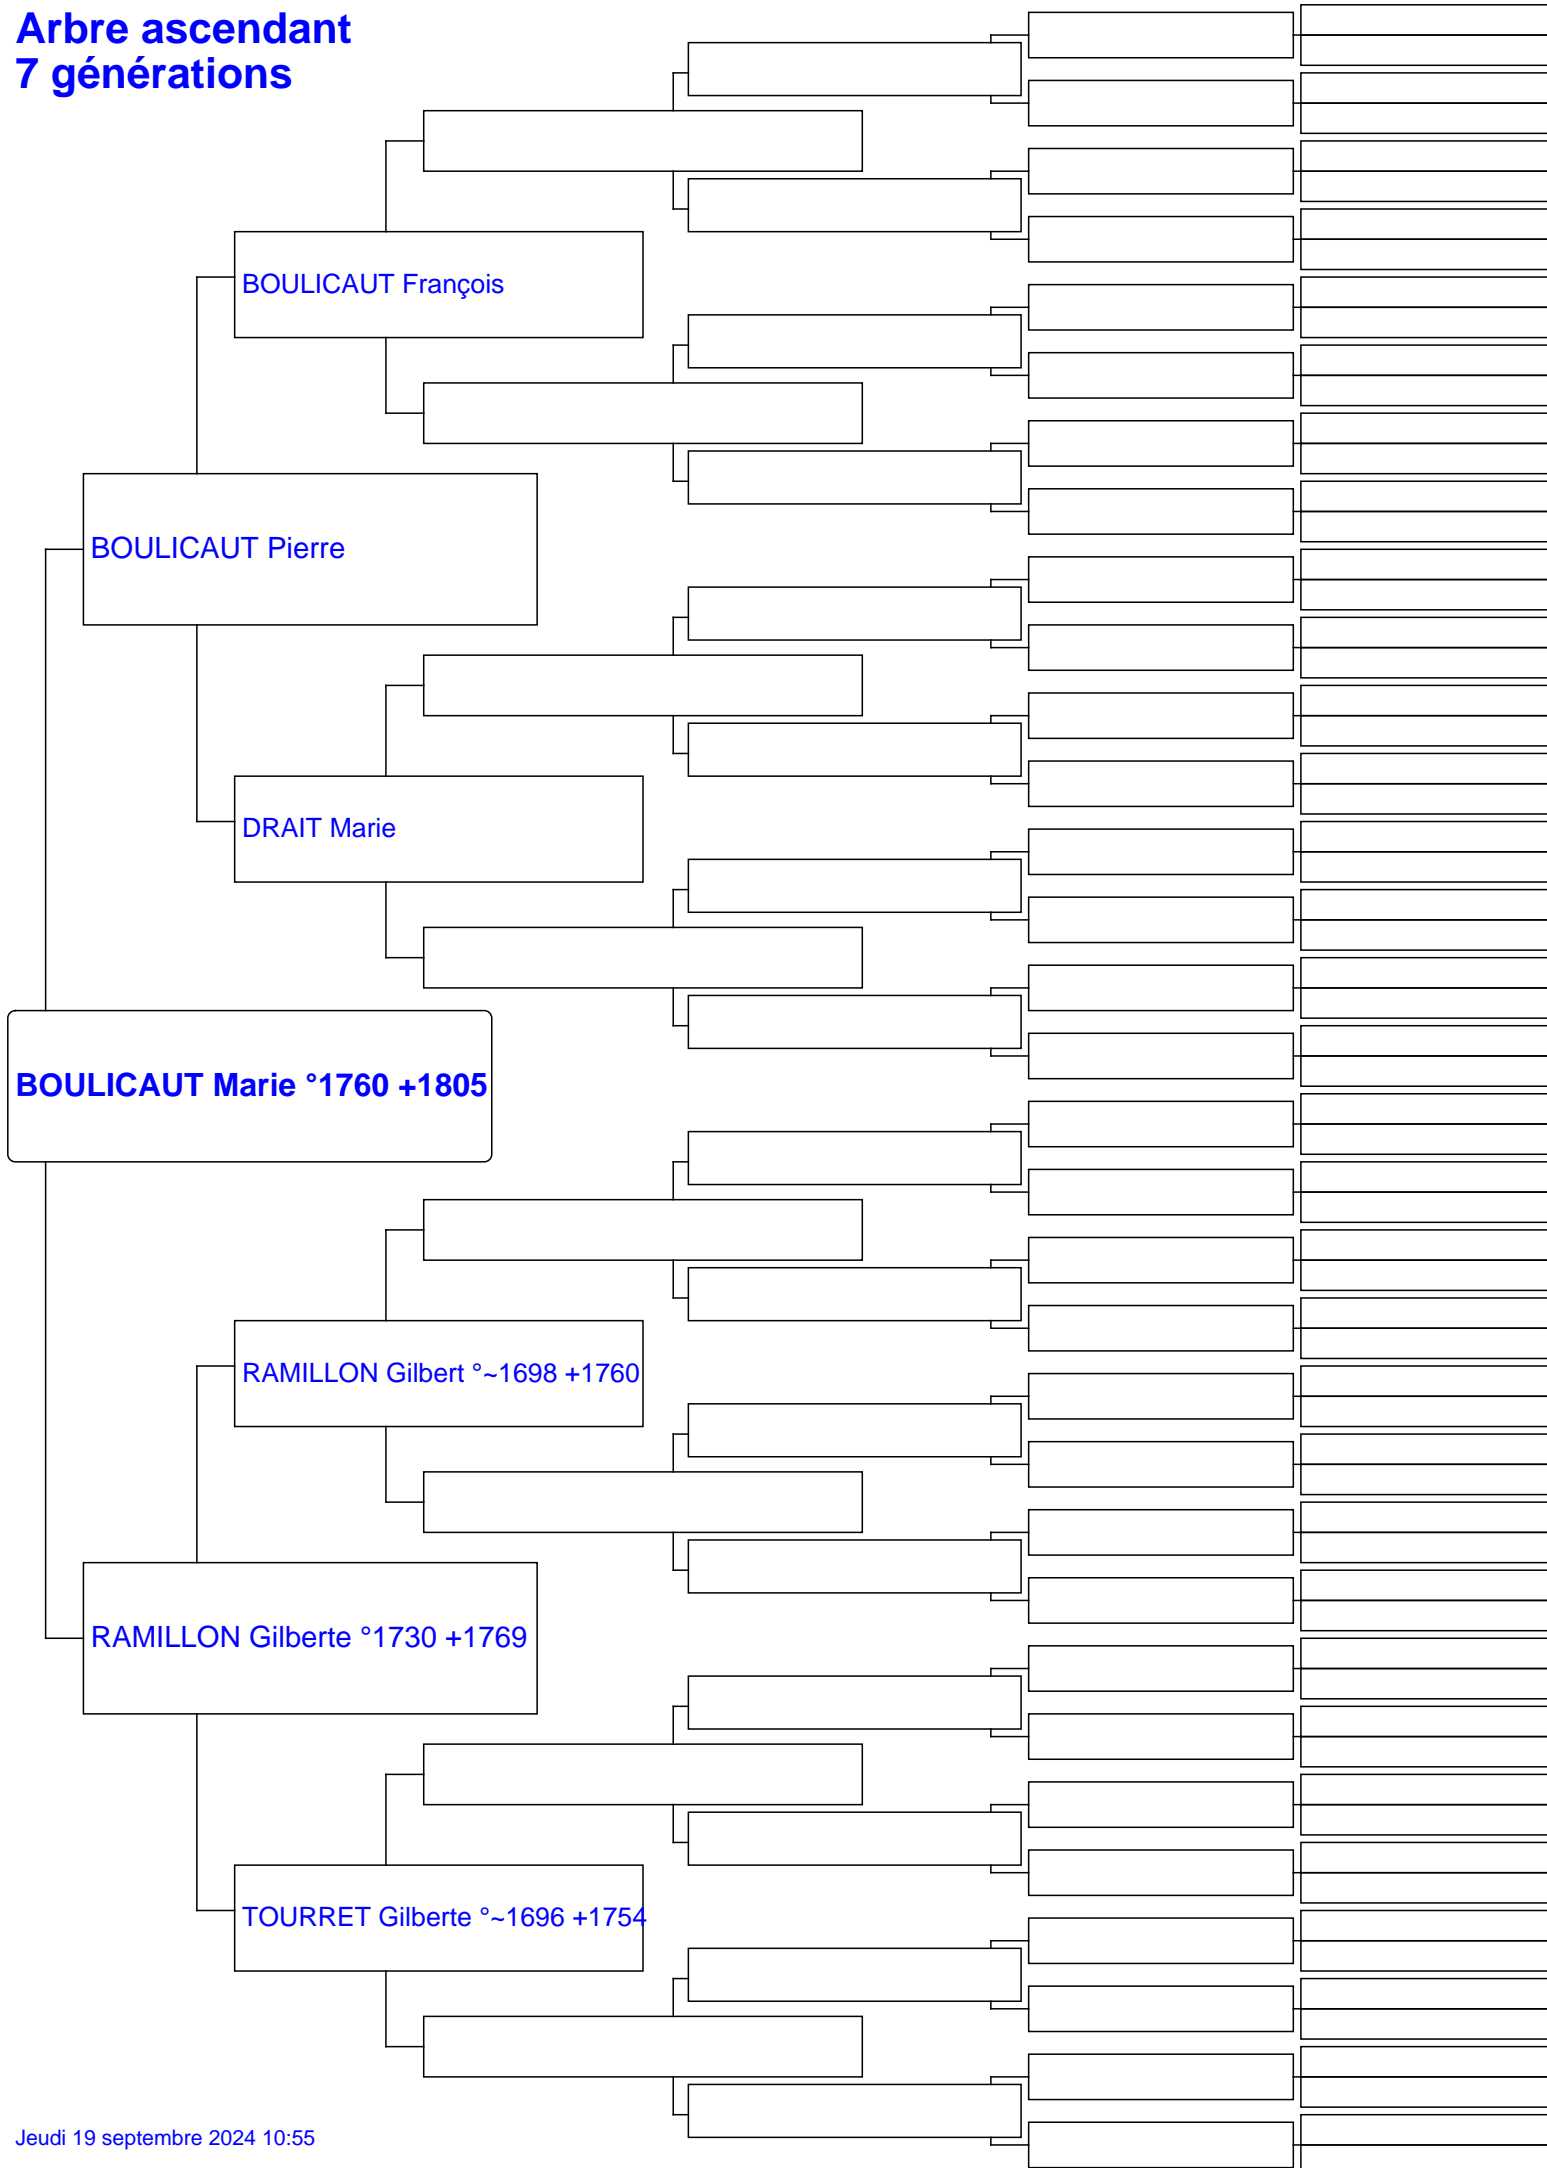 Arbre ascendant
7 générations
BOULICAUT François
BOULICAUT Pierre
DRAIT Marie
BOULICAUT Marie °1760 +1805
RAMILLON Gilbert °~1698 +1760
RAMILLON Gilberte °1730 +1769
TOURRET Gilberte °~1696 +1754
Jeudi 19 septembre 2024 10:55